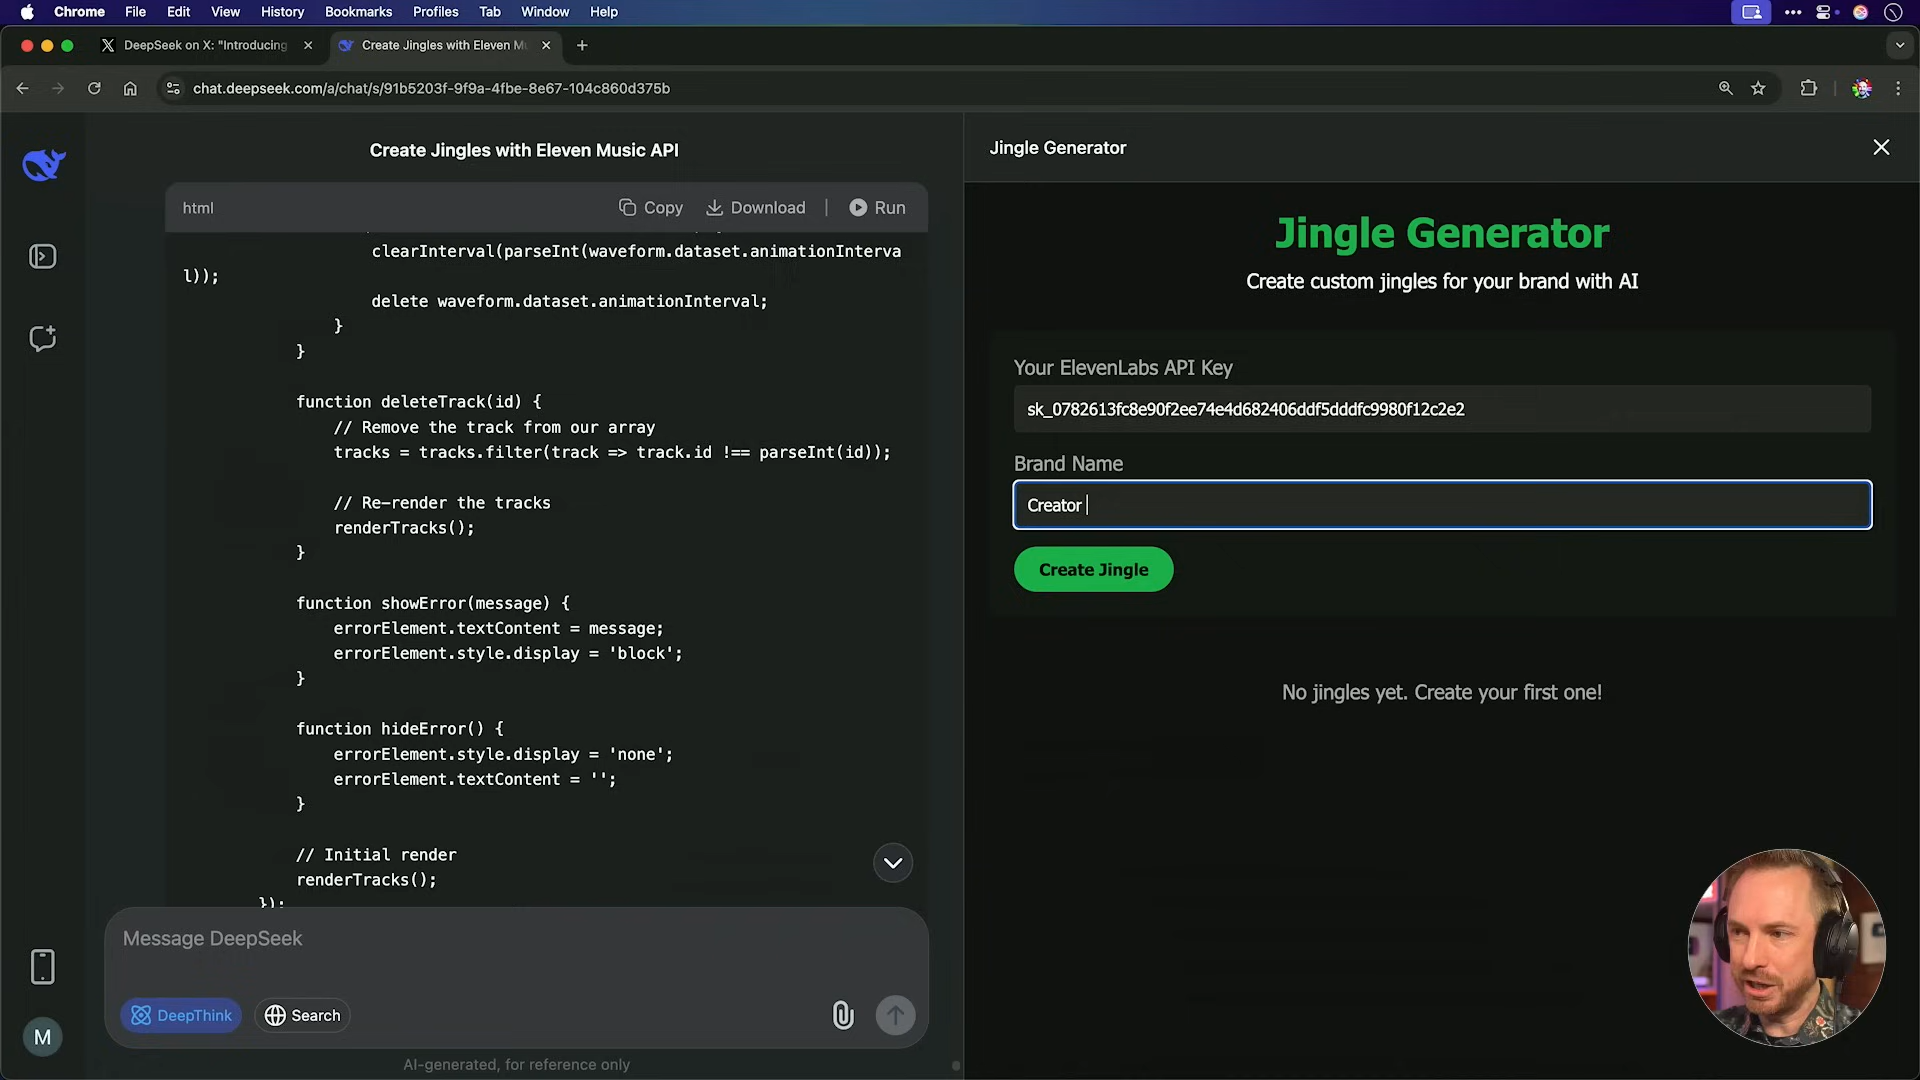 Chrome File Edit View History Bookmarks Profiles Tab Window Help
DeepSeek on X: "Introducing
Create Jingles with Eleven Mu
chat.deepseek.com/a/chat/s/91b5203f-9f9a-4fbe-8e67-104c860d375b
Create Jingles with Eleven Music API
html
Copy
Download
Run
clearInterval(parseInt(waveform.dataset.animationInterva
l));
delete waveform.dataset.animationInterval;
}
}
function deleteTrack(id) {
// Remove the track from our array
tracks = tracks.filter(track => track.id !== parseInt(id));
// Re-render the tracks
renderTracks();
}
function showError(message) {
errorElement.textContent = message;
errorElement.style.display = 'block';
}
function hideError() {
errorElement.style.display = 'none';
errorElement.textContent = '';
}
// Initial render
renderTracks();
});
Message DeepSeek
DeepThink
Search
AI-generated, for reference only
M
Jingle Generator
Jingle Generator
Create custom jingles for your brand with AI
Your ElevenLabs API Key
sk_0782613fc8e90f2ee74e4d682406ddf5dddfc9980f12c2e2
Brand Name
Creator
Create Jingle
No jingles yet. Create your first one!